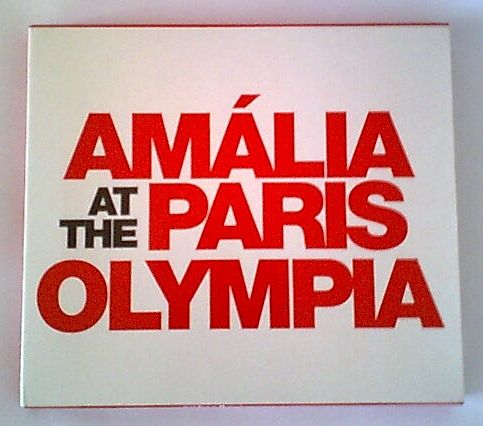 AMÁLIA
AT
THE PARIS
OLYMPIA